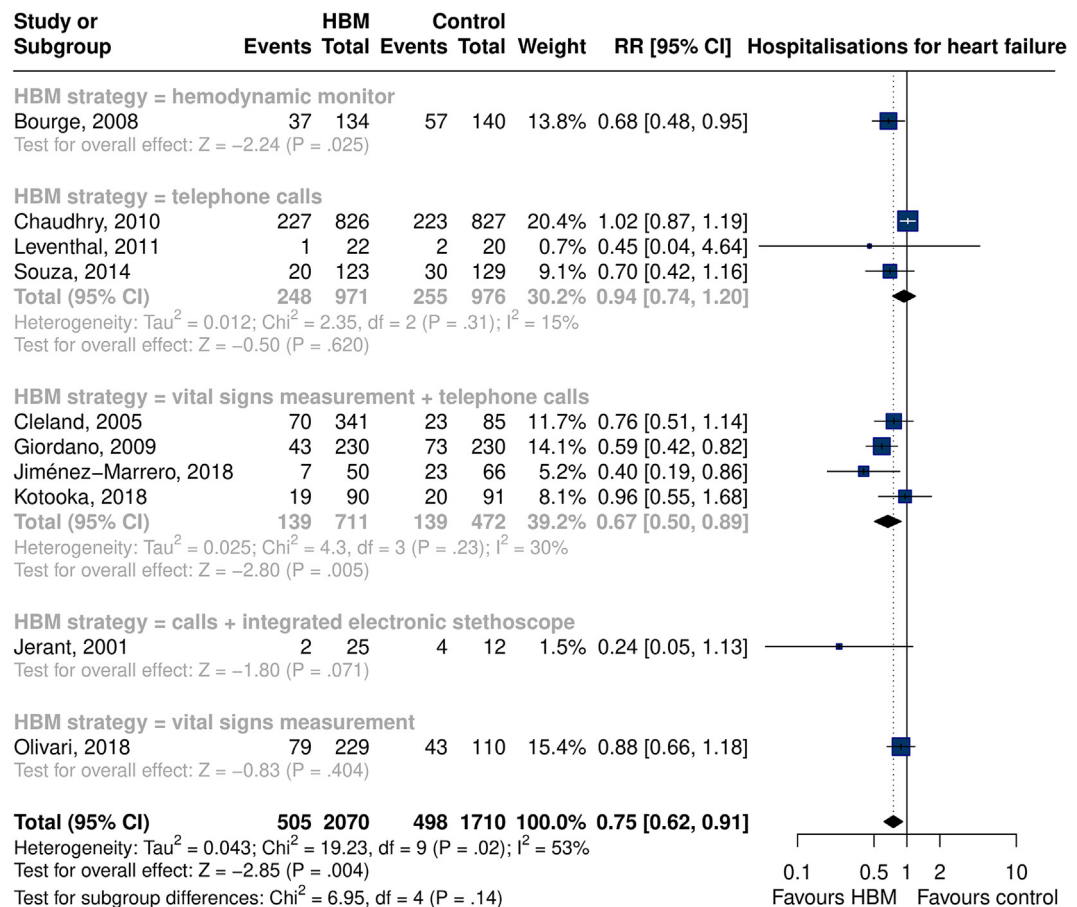 Study or HBM Control
Subgroup Events Total Events Total Weight RR [95% CI] Hospitalisations for heart failure
HBM strategy = hemodynamic monitor
Bourge, 2008 37 134 57 140 13.8% 0.68 [0.48, 0.95]
Test for overall effect: Z = −2.24 (P = .025)
HBM strategy = telephone calls
Chaudhry, 2010 227 826 223 827 20.4% 1.02 [0.87, 1.19]
Leventhal, 2011 1 22 2 20 0.7% 0.45 [0.04, 4.64]
Souza, 2014 20 123 30 129 9.1% 0.70 [0.42, 1.16]
Total (95% CI) 248 971 255 976 30.2% 0.94 [0.74, 1.20]
Heterogeneity: Tau² = 0.012; Chi² = 2.35, df = 2 (P = .31); I² = 15%
Test for overall effect: Z = −0.50 (P = .620)
HBM strategy = vital signs measurement + telephone calls
Cleland, 2005 70 341 23 85 11.7% 0.76 [0.51, 1.14]
Giordano, 2009 43 230 73 230 14.1% 0.59 [0.42, 0.82]
Jiménez−Marrero, 2018 7 50 23 66 5.2% 0.40 [0.19, 0.86]
Kotooka, 2018 19 90 20 91 8.1% 0.96 [0.55, 1.68]
Total (95% CI) 139 711 139 472 39.2% 0.67 [0.50, 0.89]
Heterogeneity: Tau² = 0.025; Chi² = 4.3, df = 3 (P = .23); I² = 30%
Test for overall effect: Z = −2.80 (P = .005)
HBM strategy = calls + integrated electronic stethoscope
Jerant, 2001 2 25 4 12 1.5% 0.24 [0.05, 1.13]
Test for overall effect: Z = −1.80 (P = .071)
HBM strategy = vital signs measurement
Olivari, 2018 79 229 43 110 15.4% 0.88 [0.66, 1.18]
Test for overall effect: Z = −0.83 (P = .404)
Total (95% CI) 505 2070 498 1710 100.0% 0.75 [0.62, 0.91]
Heterogeneity: Tau² = 0.043; Chi² = 19.23, df = 9 (P = .02); I² = 53%
Test for overall effect: Z = −2.85 (P = .004)
Test for subgroup differences: Chi² = 6.95, df = 4 (P = .14)
0.1 0.5 1 2 10
Favours HBM Favours control